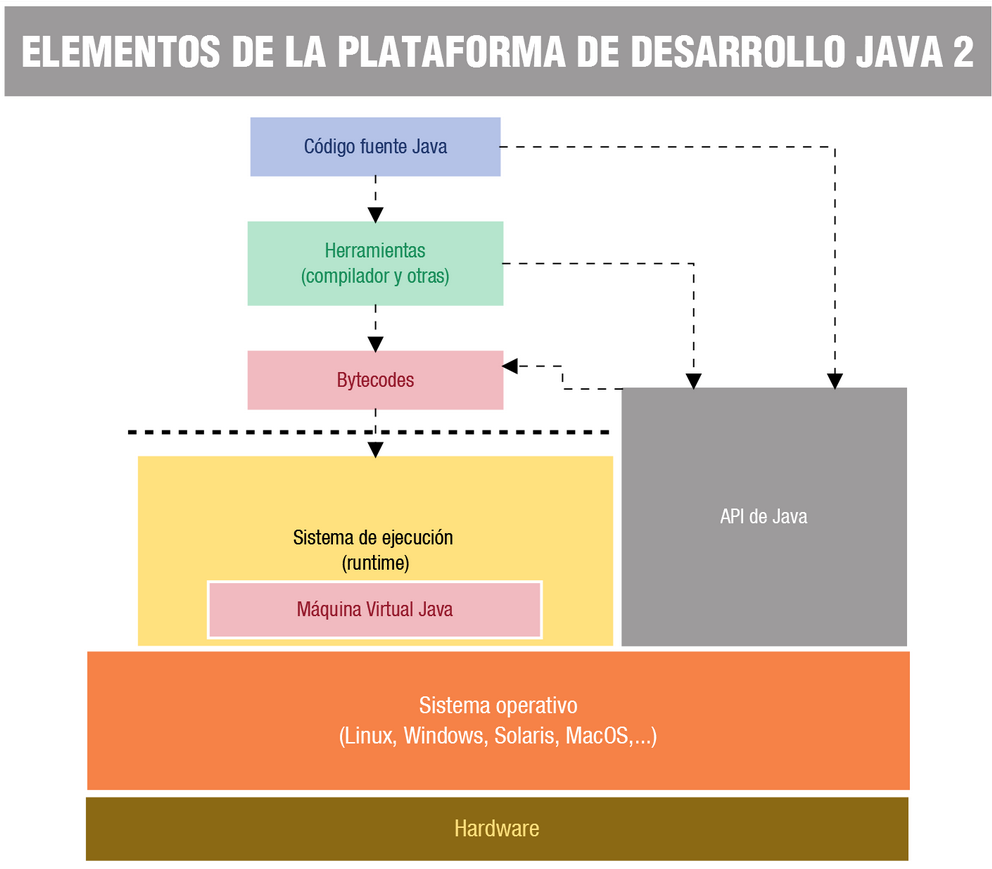 ELEMENTOS DE LA PLATAFORMA DE DESARROLLO JAVA 2
Código fuente Java
Herramientas
(compilador y otras)
Bytecodes
API de Java
Sistema de ejecución
(runtime)
Máquina Virtual Java
Sistema operativo
(Linux, Windows, Solaris, MacOS,...)
Hardware